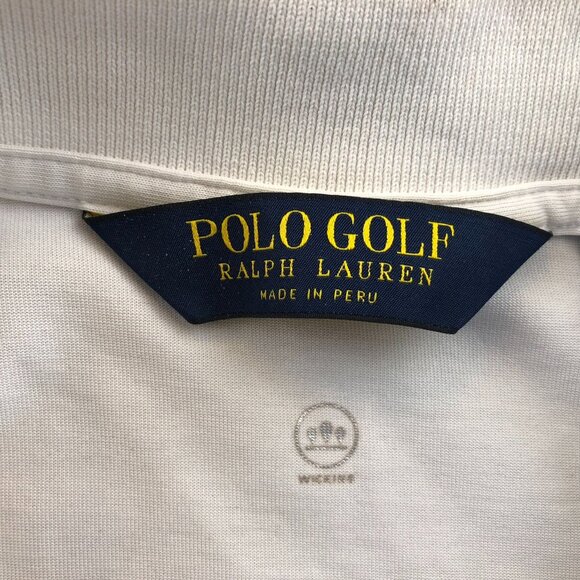 POLO GOLF
RALPH LAUREN
MADE IN PERU
WICKING